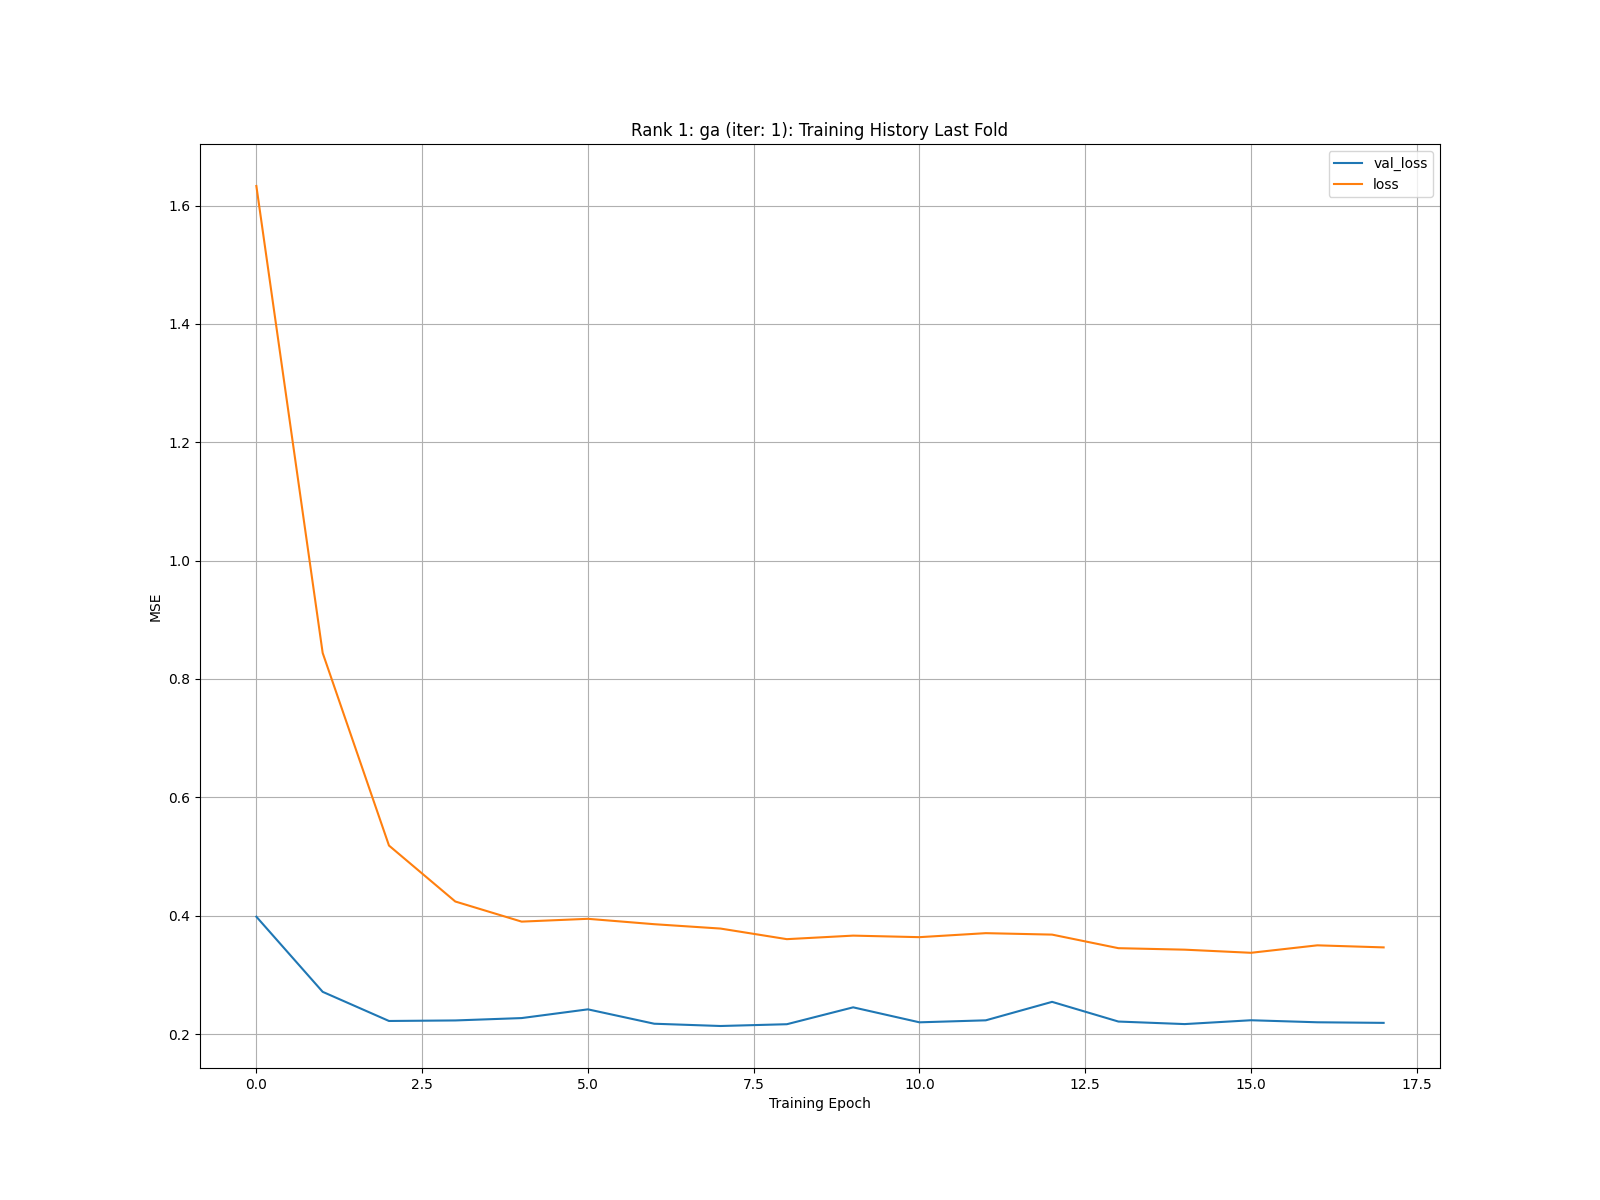 Rank 1: ga (iter: 1): Training History Last Fold
val_loss
loss
1.6
1.4
1.2
1.0
0.8
0.6
0.4
0.2
MSE
0.0 2.5 5.0 7.5 10.0 12.5 15.0 17.5
Training Epoch